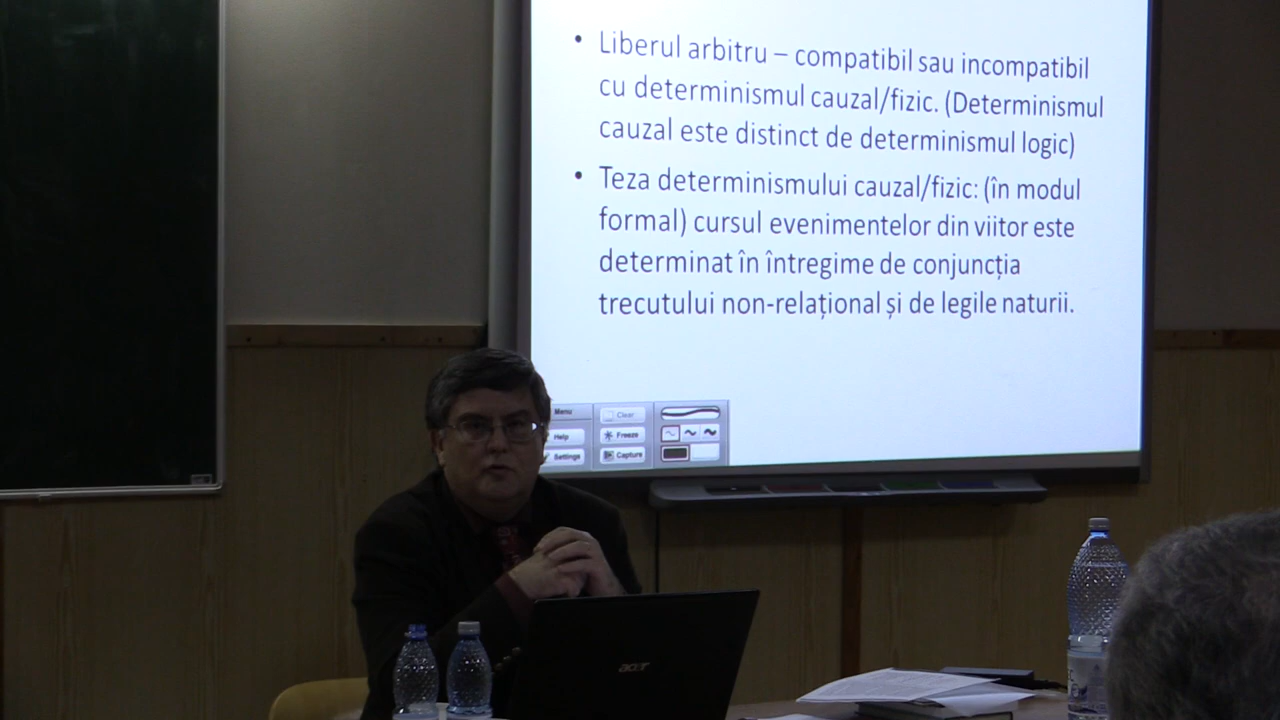 • Liberul arbitru – compatibil sau incompatibil
cu determinismul cauzal/fizic. (Determinismul
cauzal este distinct de determinismul logic)
• Teza determinismului cauzal/fizic: (în modul
formal) cursul evenimentelor din viitor este
determinat în întregime de conjuncția
trecutului non-relațional și de legile naturii.
Menu
Clear
Help
Freeze
Settings
Capture
acer